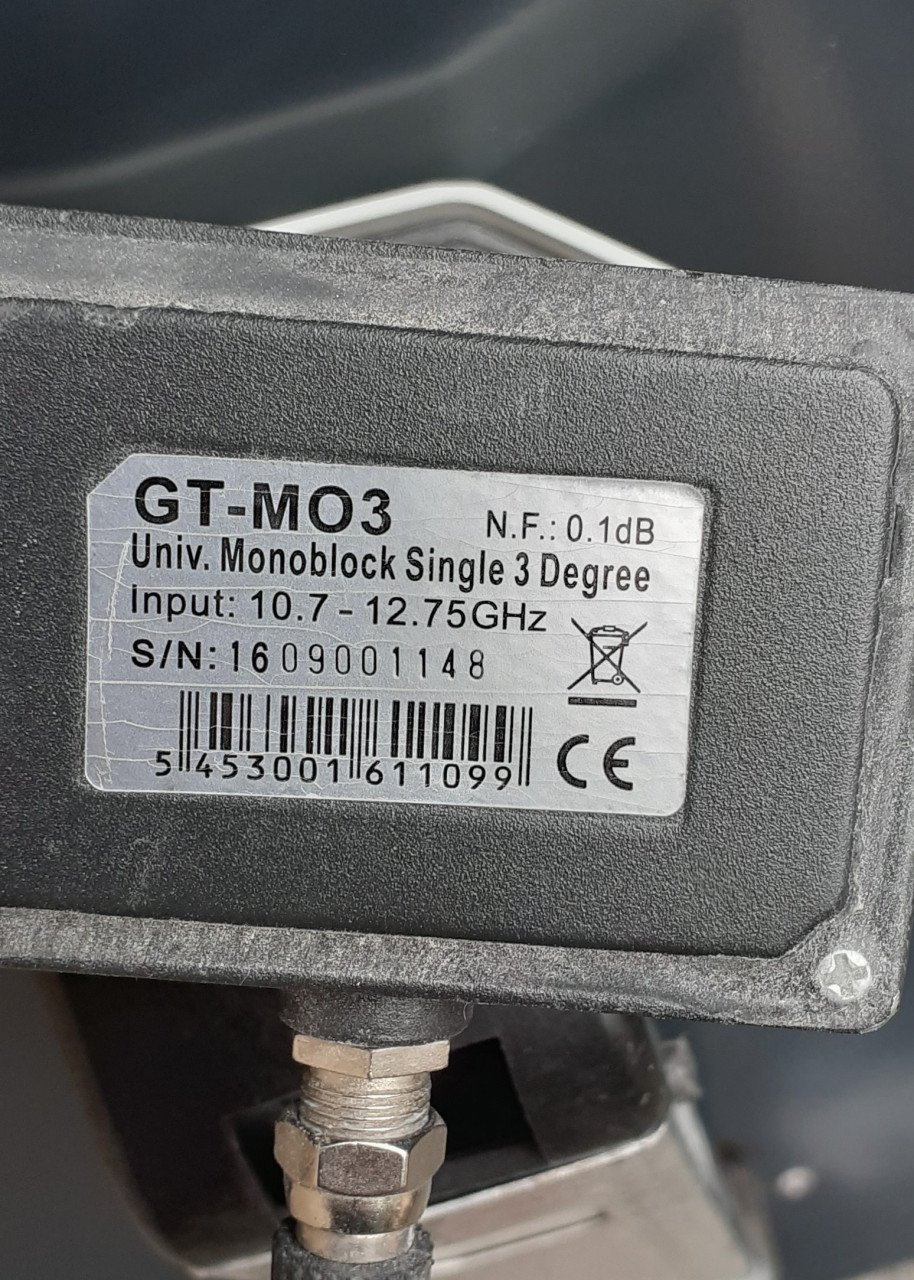 GT-MO3
N.F.: 0.1dB
Univ. Monoblock Single 3 Degree
Input: 10.7 - 12.75GHz
S/N: 1609001148
5 453001 611099
CE